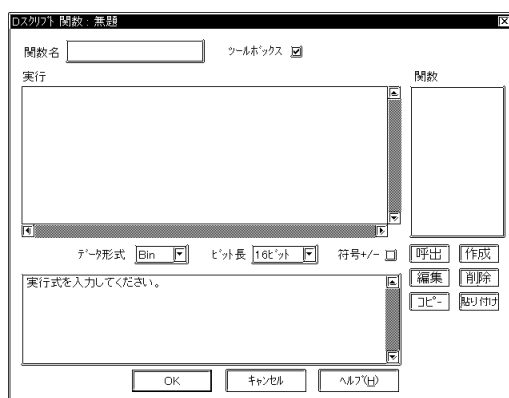 Dｽｸﾘﾌﾟﾄ 関数 : 無題
関数名
ﾂｰﾙﾎﾞｯｸｽ
実行
関数
ﾃﾞｰﾀ形式 Bin ﾋﾞｯﾄ長 16ﾋﾞｯﾄ 符号+/-
呼出 作成
編集 削除
ｺﾋﾟｰ 貼り付け
実行式を入力してください。
OK ｷｬﾝｾﾙ ﾍﾙﾌﾟ(H)